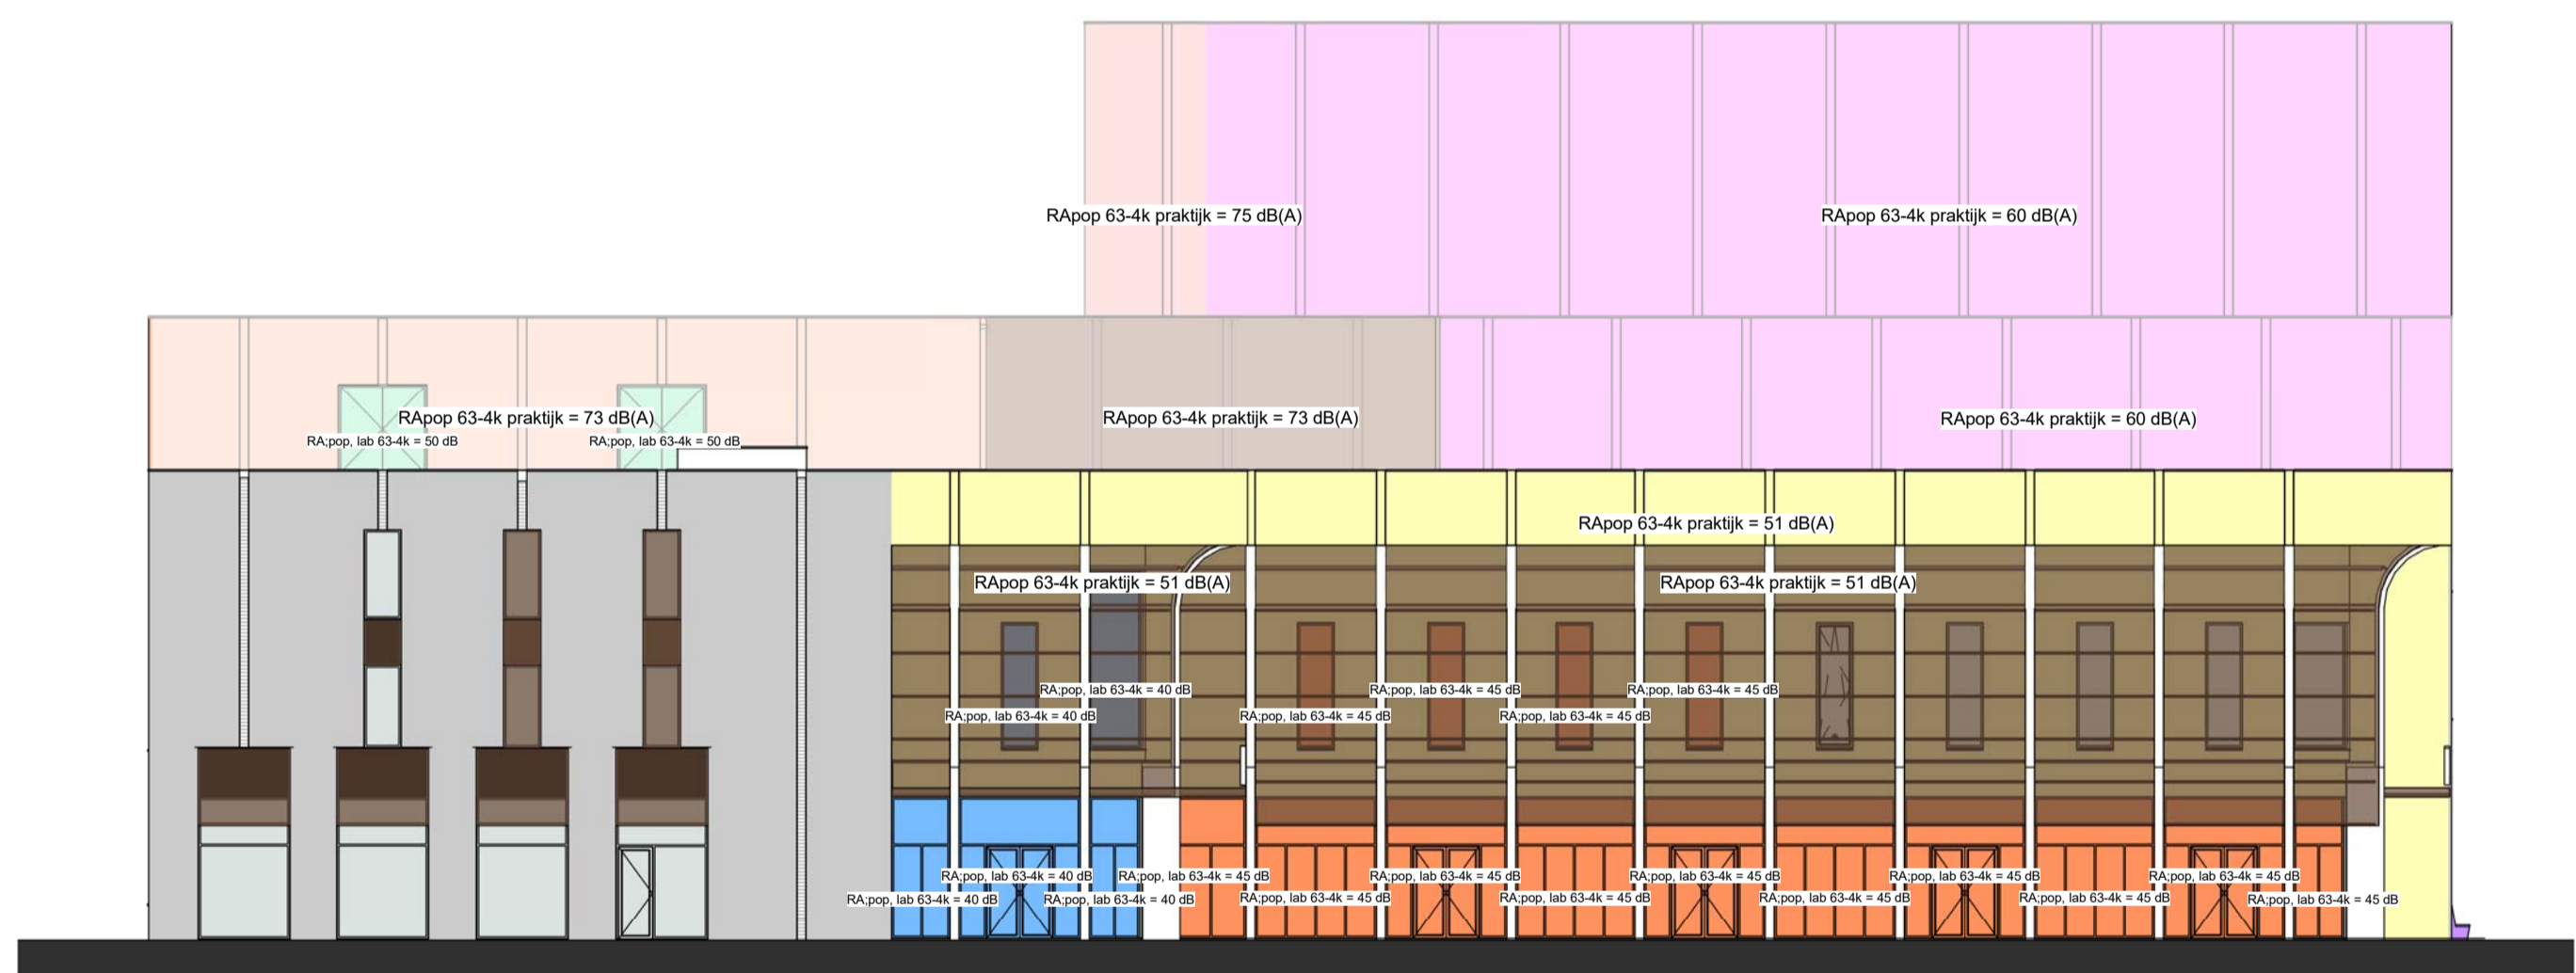 RApop 63-4k praktijk = 75 dB(A)
RApop 63-4k praktijk = 60 dB(A)
RApop 63-4k praktijk = 73 dB(A)
RApop 63-4k praktijk = 73 dB(A)
RApop 63-4k praktijk = 60 dB(A)
RA;pop, lab 63-4k = 50 dB
RA;pop, lab 63-4k = 50 dB
RApop 63-4k praktijk = 51 dB(A)
RApop 63-4k praktijk = 51 dB(A)
RApop 63-4k praktijk = 51 dB(A)
RA;pop, lab 63-4k = 40 dB
RA;pop, lab 63-4k = 45 dB
RA;pop, lab 63-4k = 45 dB
RA;pop, lab 63-4k = 40 dB
RA;pop, lab 63-4k = 45 dB
RA;pop, lab 63-4k = 45 dB
RA;pop, lab 63-4k = 40 dB
RA;pop, lab 63-4k = 45 dB
RA;pop, lab 63-4k = 45 dB
RA;pop, lab 63-4k = 45 dB
RA;pop, lab 63-4k = 45 dB
RA;pop, lab 63-4k = 45 dB
RA;pop, lab 63-4k = 40 dB
RA;pop, lab 63-4k = 40 dB
RA;pop, lab 63-4k = 45 dB
RA;pop, lab 63-4k = 45 dB
RA;pop, lab 63-4k = 45 dB
RA;pop, lab 63-4k = 45 dB
RA;pop, lab 63-4k = 45 dB